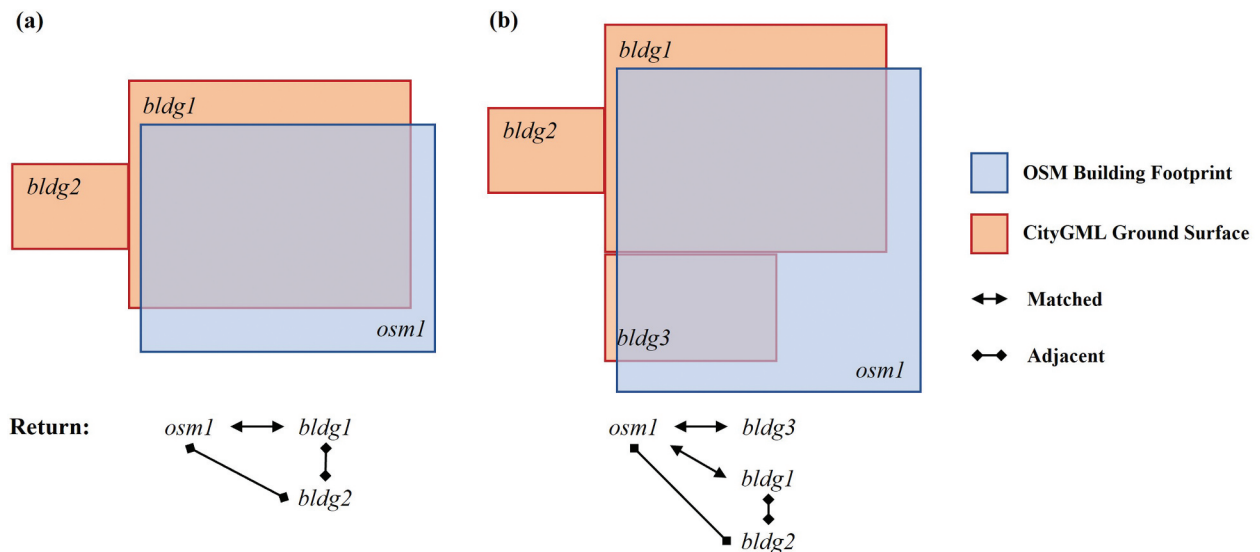 (a)
bldg1
bldg2
osm1
(b)
bldg1
bldg2
bldg3
osm1
OSM Building Footprint
CityGML Ground Surface
Matched
Adjacent
Return:
osm1
bldg1
bldg2
osm1
bldg3
bldg1
bldg2